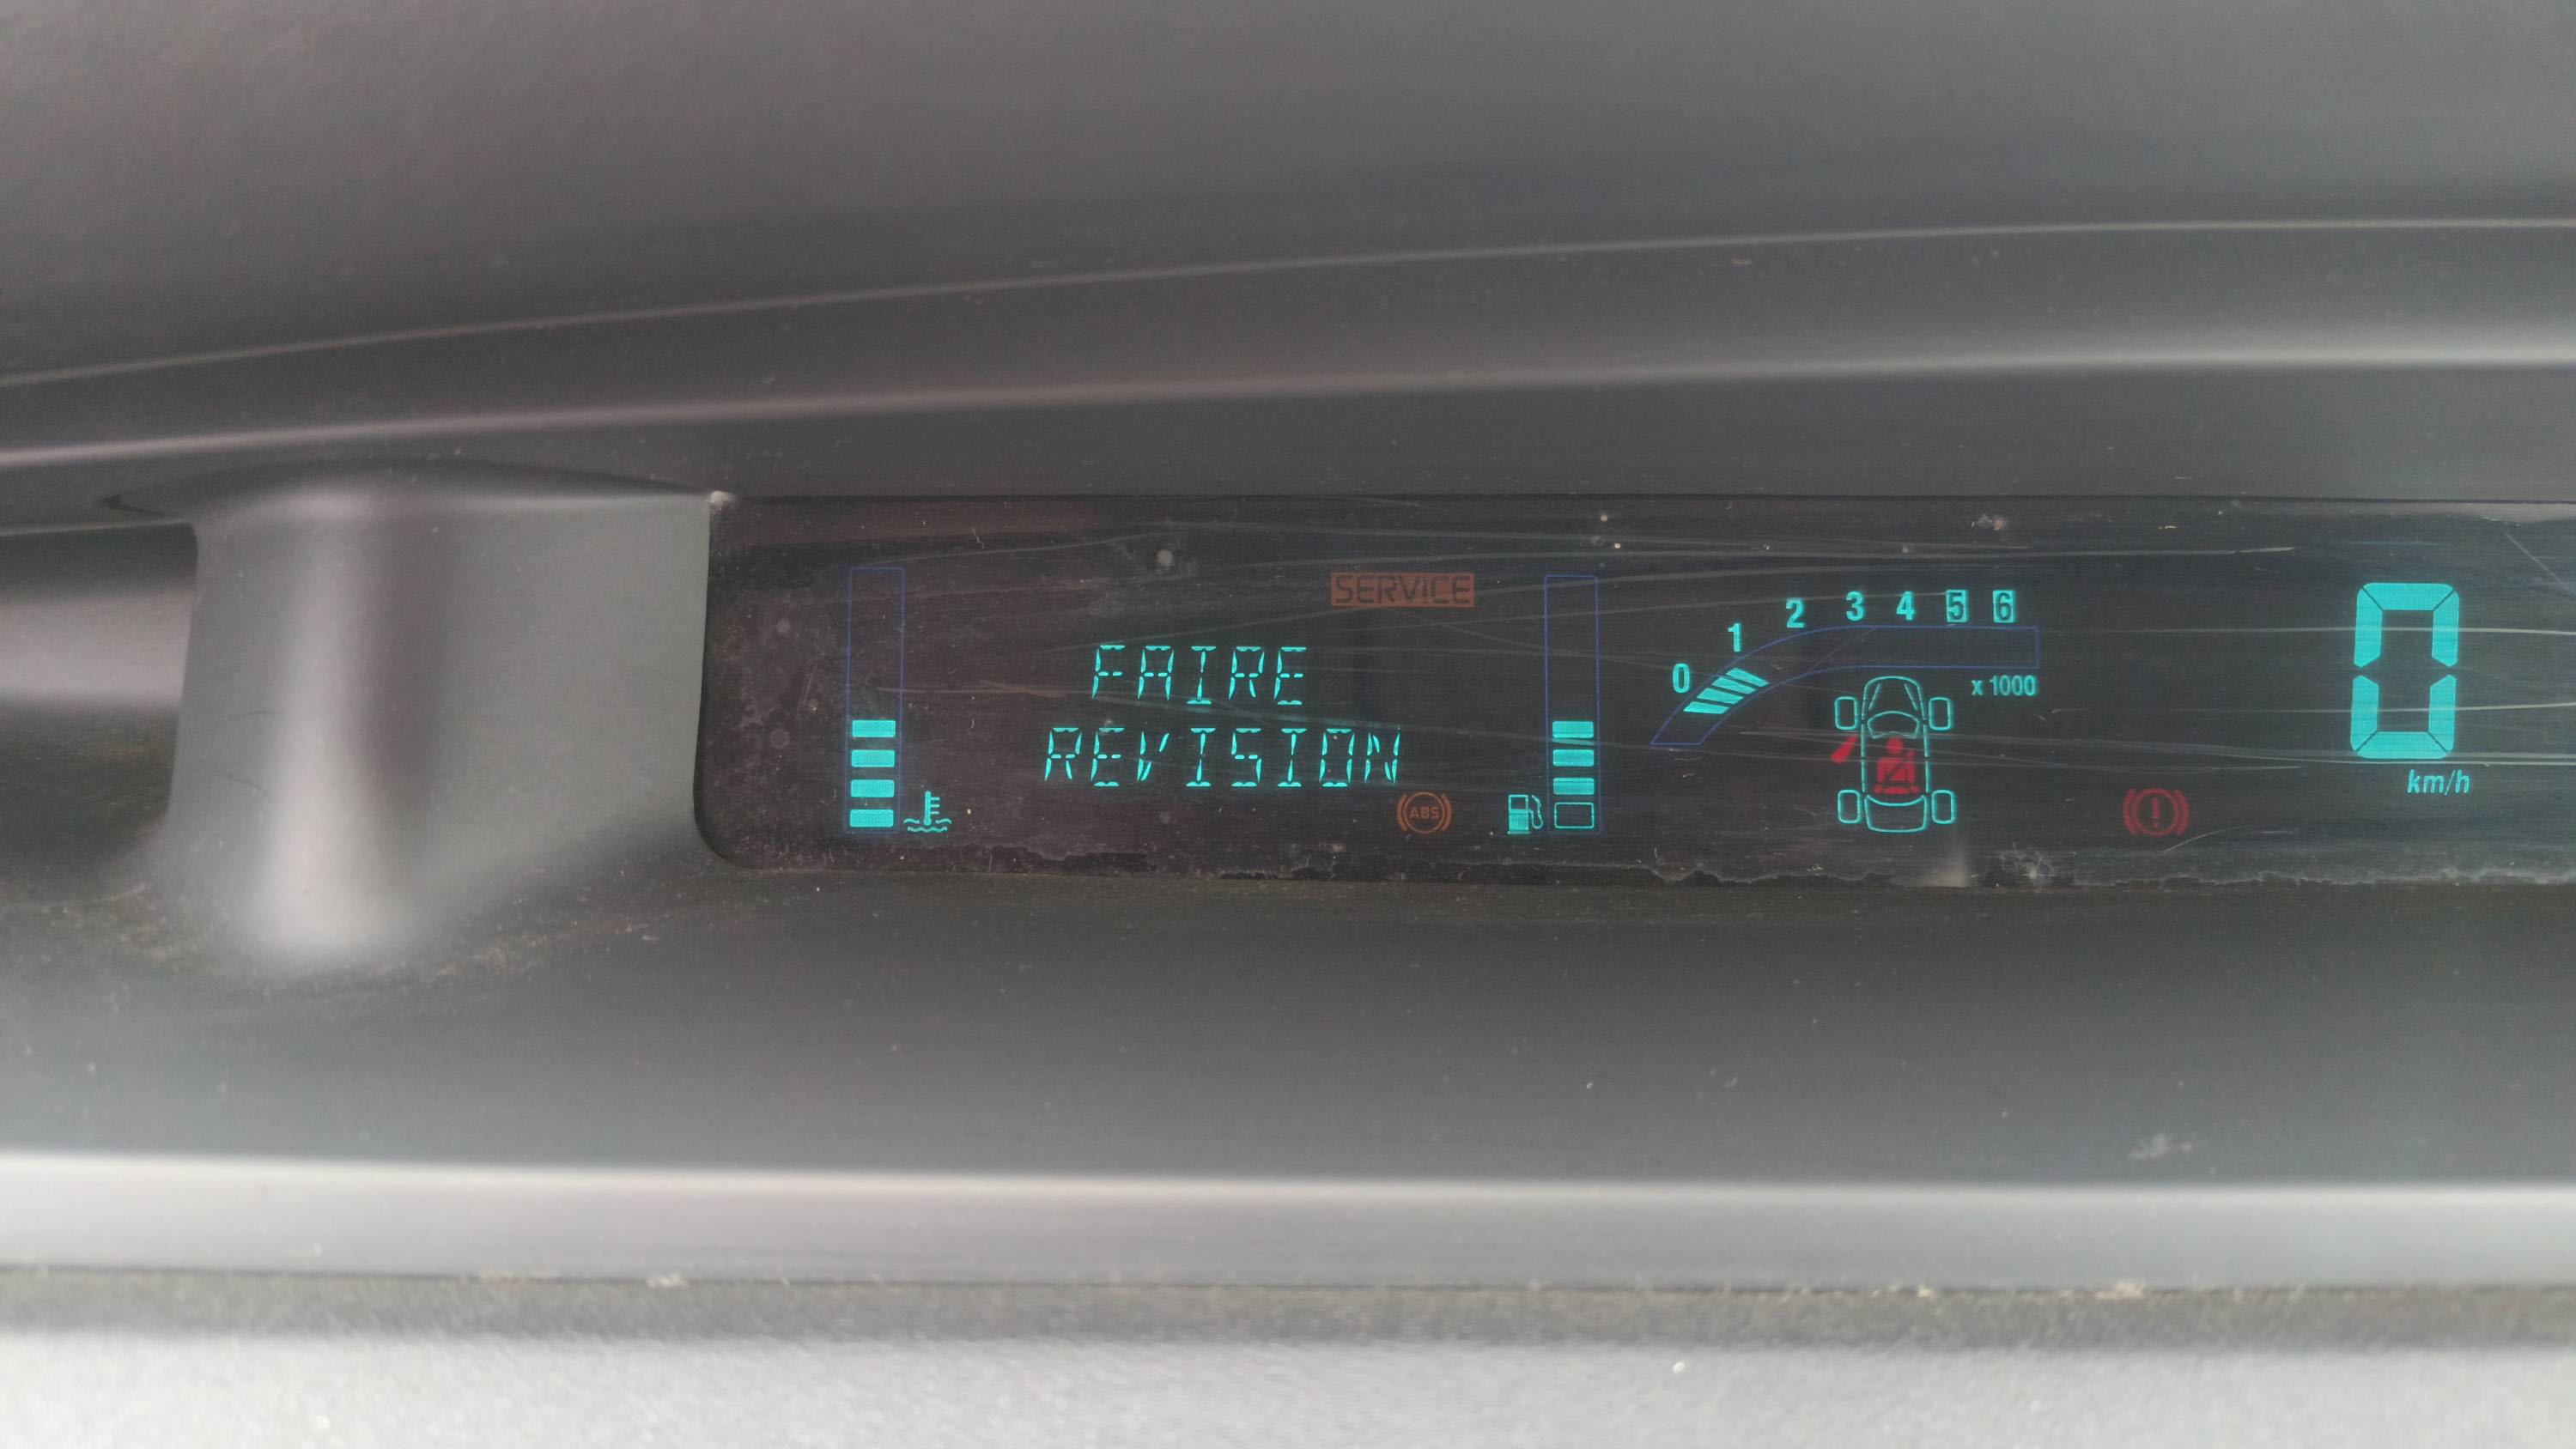 SERVICE
FAIRE
REVISION
ABS
0 1 2 3 4 5 6
x 1000
0
km/h